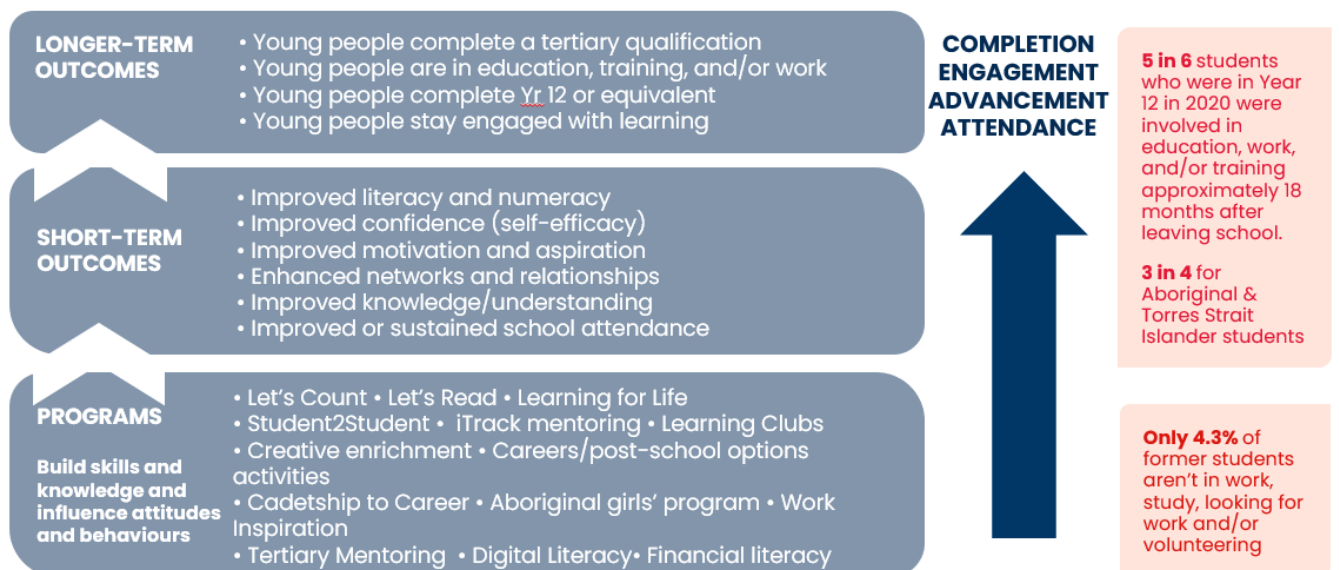 LONGER-TERM
OUTCOMES
• Young people complete a tertiary qualification
• Young people are in education, training, and/or work
• Young people complete Yr 12 or equivalent
• Young people stay engaged with learning
SHORT-TERM
OUTCOMES
• Improved literacy and numeracy
• Improved confidence (self-efficacy)
• Improved motivation and aspiration
• Enhanced networks and relationships
• Improved knowledge/understanding
• Improved or sustained school attendance
PROGRAMS
Build skills and
knowledge and
influence attitudes
and behaviours
• Let's Count • Let's Read • Learning for Life
• Student2Student • iTrack mentoring • Learning Clubs
• Creative enrichment • Careers/post-school options
activities
• Cadetship to Career • Aboriginal girls' program • Work
Inspiration
• Tertiary Mentoring • Digital Literacy• Financial literacy
COMPLETION
ENGAGEMENT
ADVANCEMENT
ATTENDANCE
5 in 6 students
who were in Year
12 in 2020 were
involved in
education, work,
and/or training
approximately 18
months after
leaving school.
3 in 4 for
Aboriginal &
Torres Strait
Islander students
Only 4.3% of
former students
aren't in work,
study, looking for
work and/or
volunteering